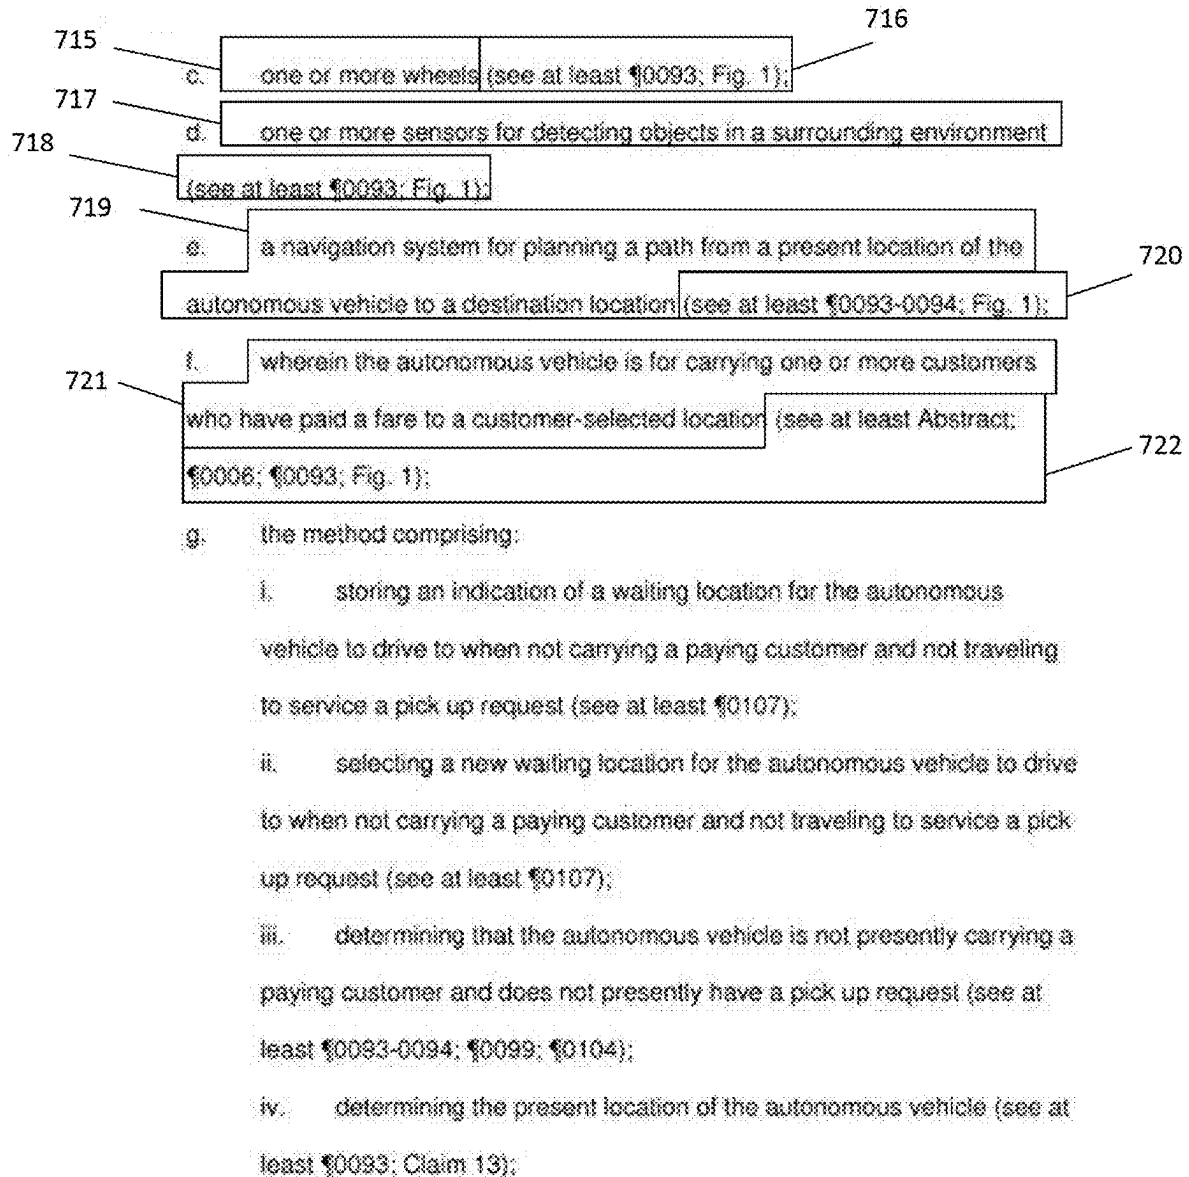 716
715
c. one or more wheels (see at least ¶0093; Fig. 1);
717
d. one or more sensors for detecting objects in a surrounding environment
718
(see at least ¶0093; Fig. 1);
719
e. a navigation system for planning a path from a present location of the
720
autonomous vehicle to a destination location (see at least ¶0093-0094; Fig. 1);
f. wherein the autonomous vehicle is for carrying one or more customers
721
who have paid a fare to a customer-selected location (see at least Abstract;
722
¶0006; ¶0093; Fig. 1);
g. the method comprising:
i. storing an indication of a waiting location for the autonomous
vehicle to drive to when not carrying a paying customer and not traveling
to service a pick up request (see at least ¶0107);
ii. selecting a new waiting location for the autonomous vehicle to drive
to when not carrying a paying customer and not traveling to service a pick
up request (see at least ¶0107);
iii. determining that the autonomous vehicle is not presently carrying a
paying customer and does not presently have a pick up request (see at
least ¶0093-0094; ¶0099; ¶0104);
iv. determining the present location of the autonomous vehicle (see at
least ¶0093; Claim 13);